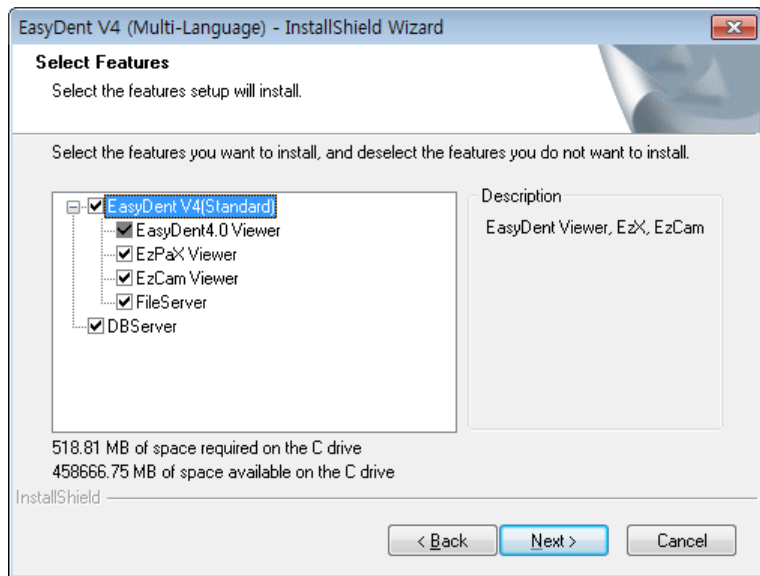 EasyDent V4 (Multi-Language) - InstallShield Wizard
Select Features
Select the features setup will install.
Select the features you want to install, and deselect the features you do not want to install.
EasyDent V4(Standard)
EasyDent4.0 Viewer
EzPaX Viewer
EzCam Viewer
FileServer
DBServer
Description
EasyDent Viewer, EzX, EzCam
518.81 MB of space required on the C drive
458666.75 MB of space available on the C drive
InstallShield
< Back
Next >
Cancel